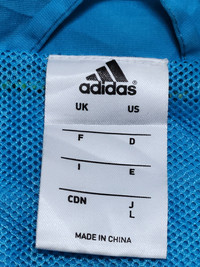 adidas
UK US
F D
I E
CDN J
L
MADE IN CHINA